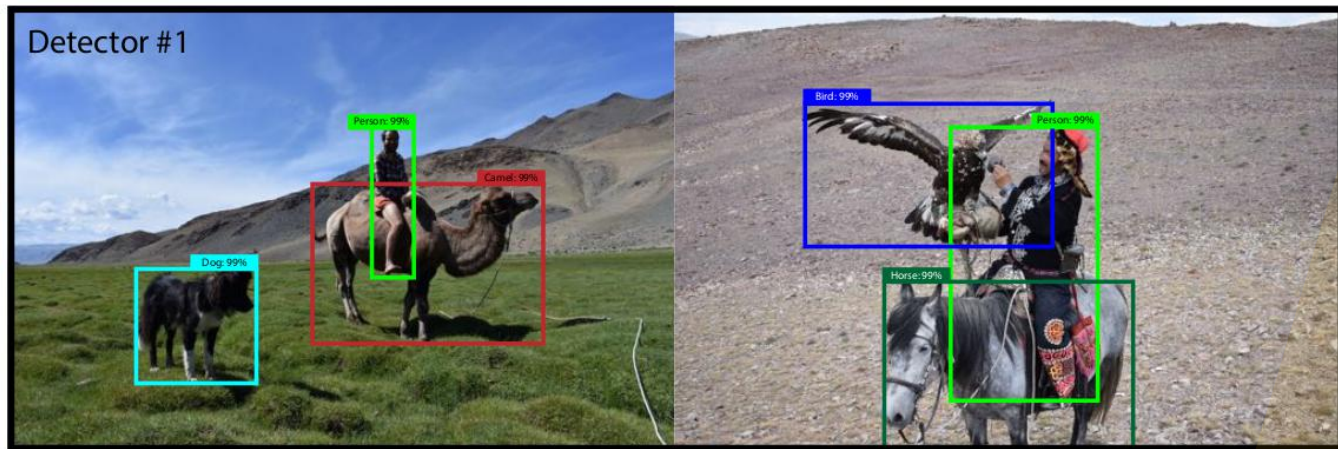 Detector #1
Person: 99%
Camel: 99%
Dog: 99%
Bird: 99%
Person: 99%
Horse: 99%